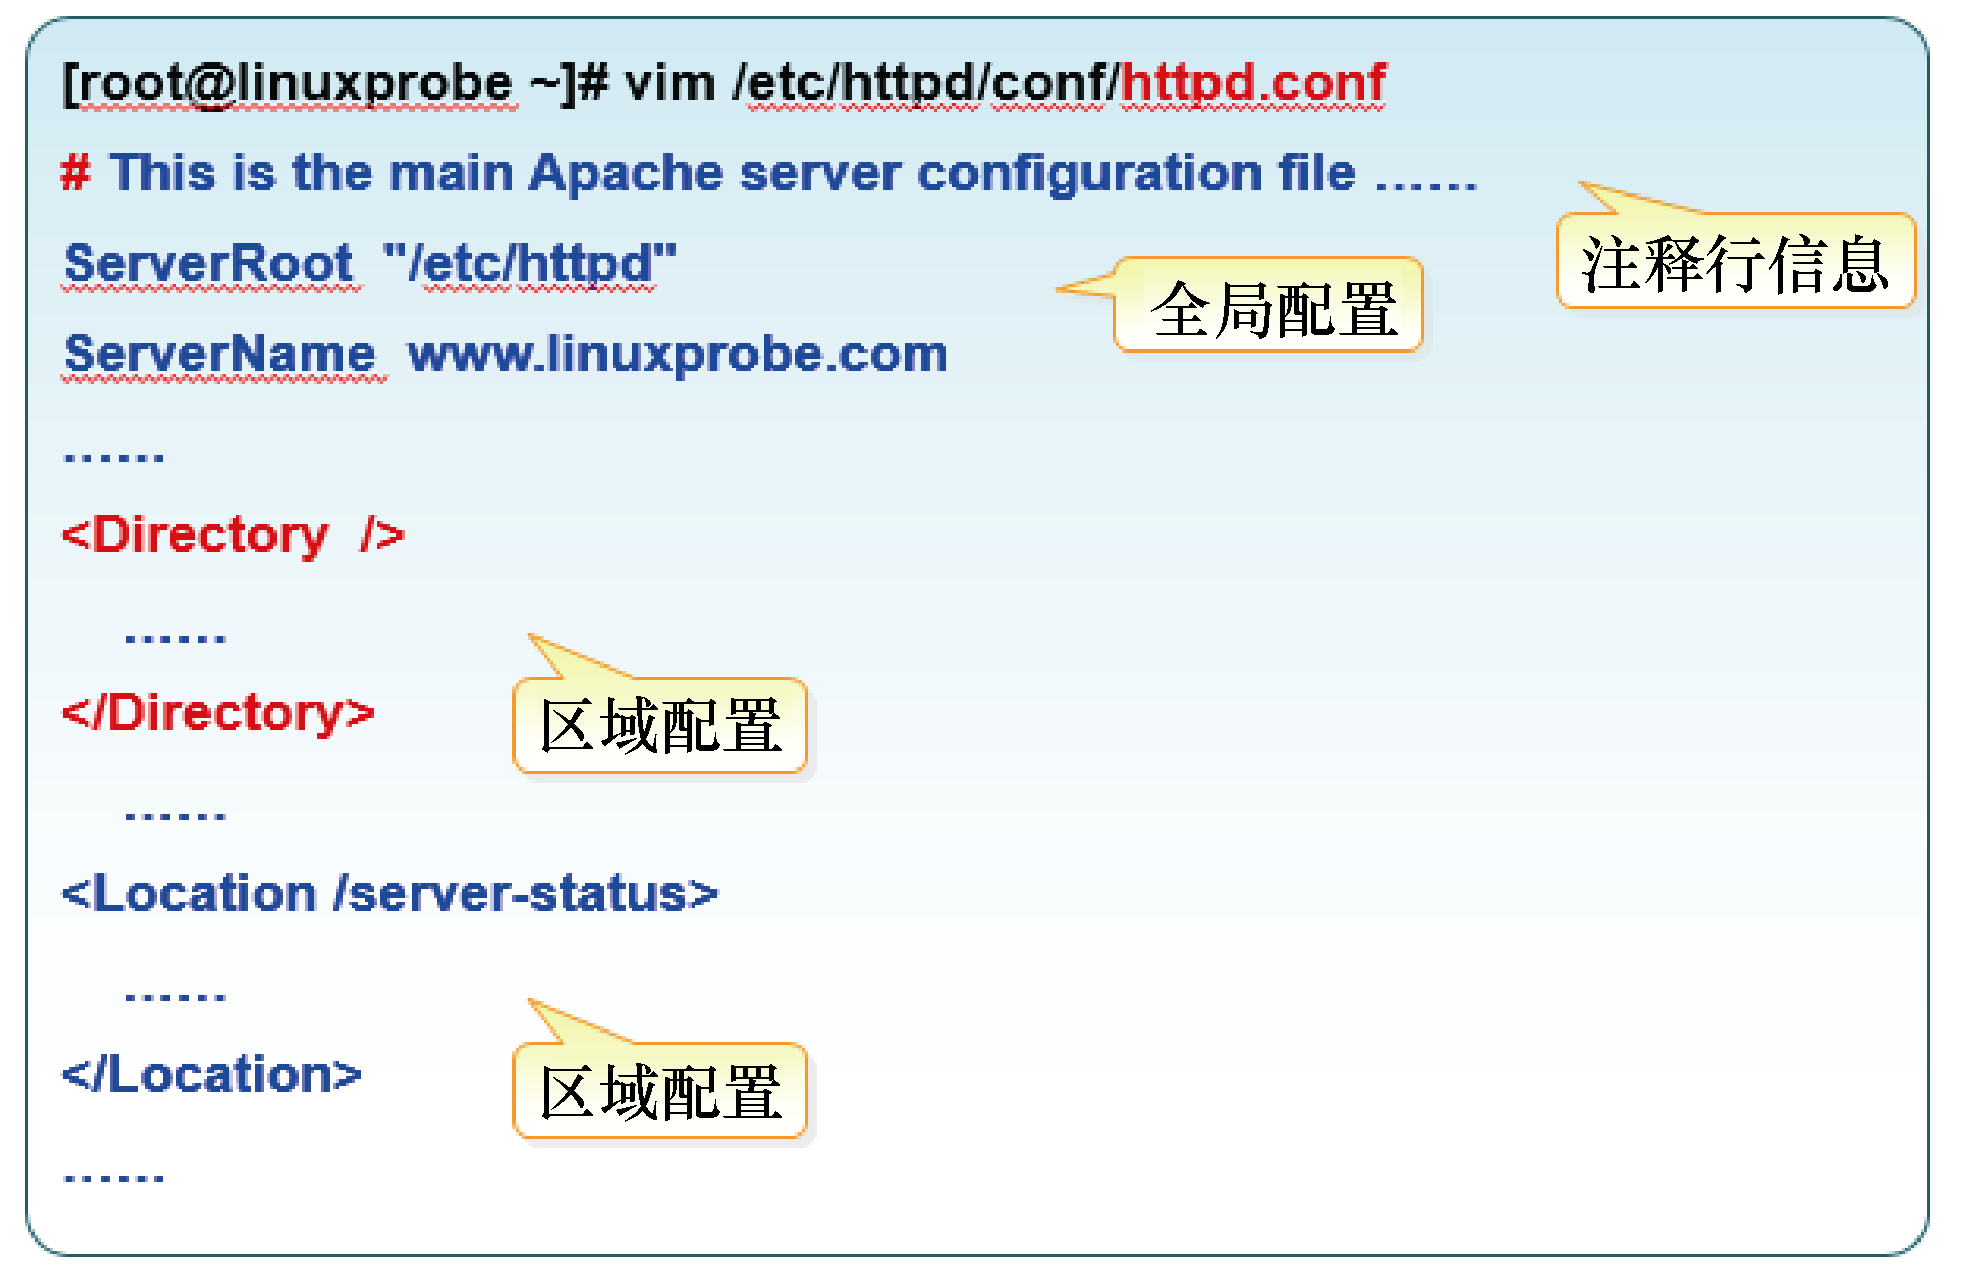 [root@linuxprobe ~]# vim /etc/httpd/conf/httpd.conf
# This is the main Apache server configuration file ......
注释行信息
ServerRoot "/etc/httpd"
全局配置
ServerName www.linuxprobe.com
......
<Directory />
......
</Directory>
区域配置
......
<Location /server-status>
......
</Location>
区域配置
......